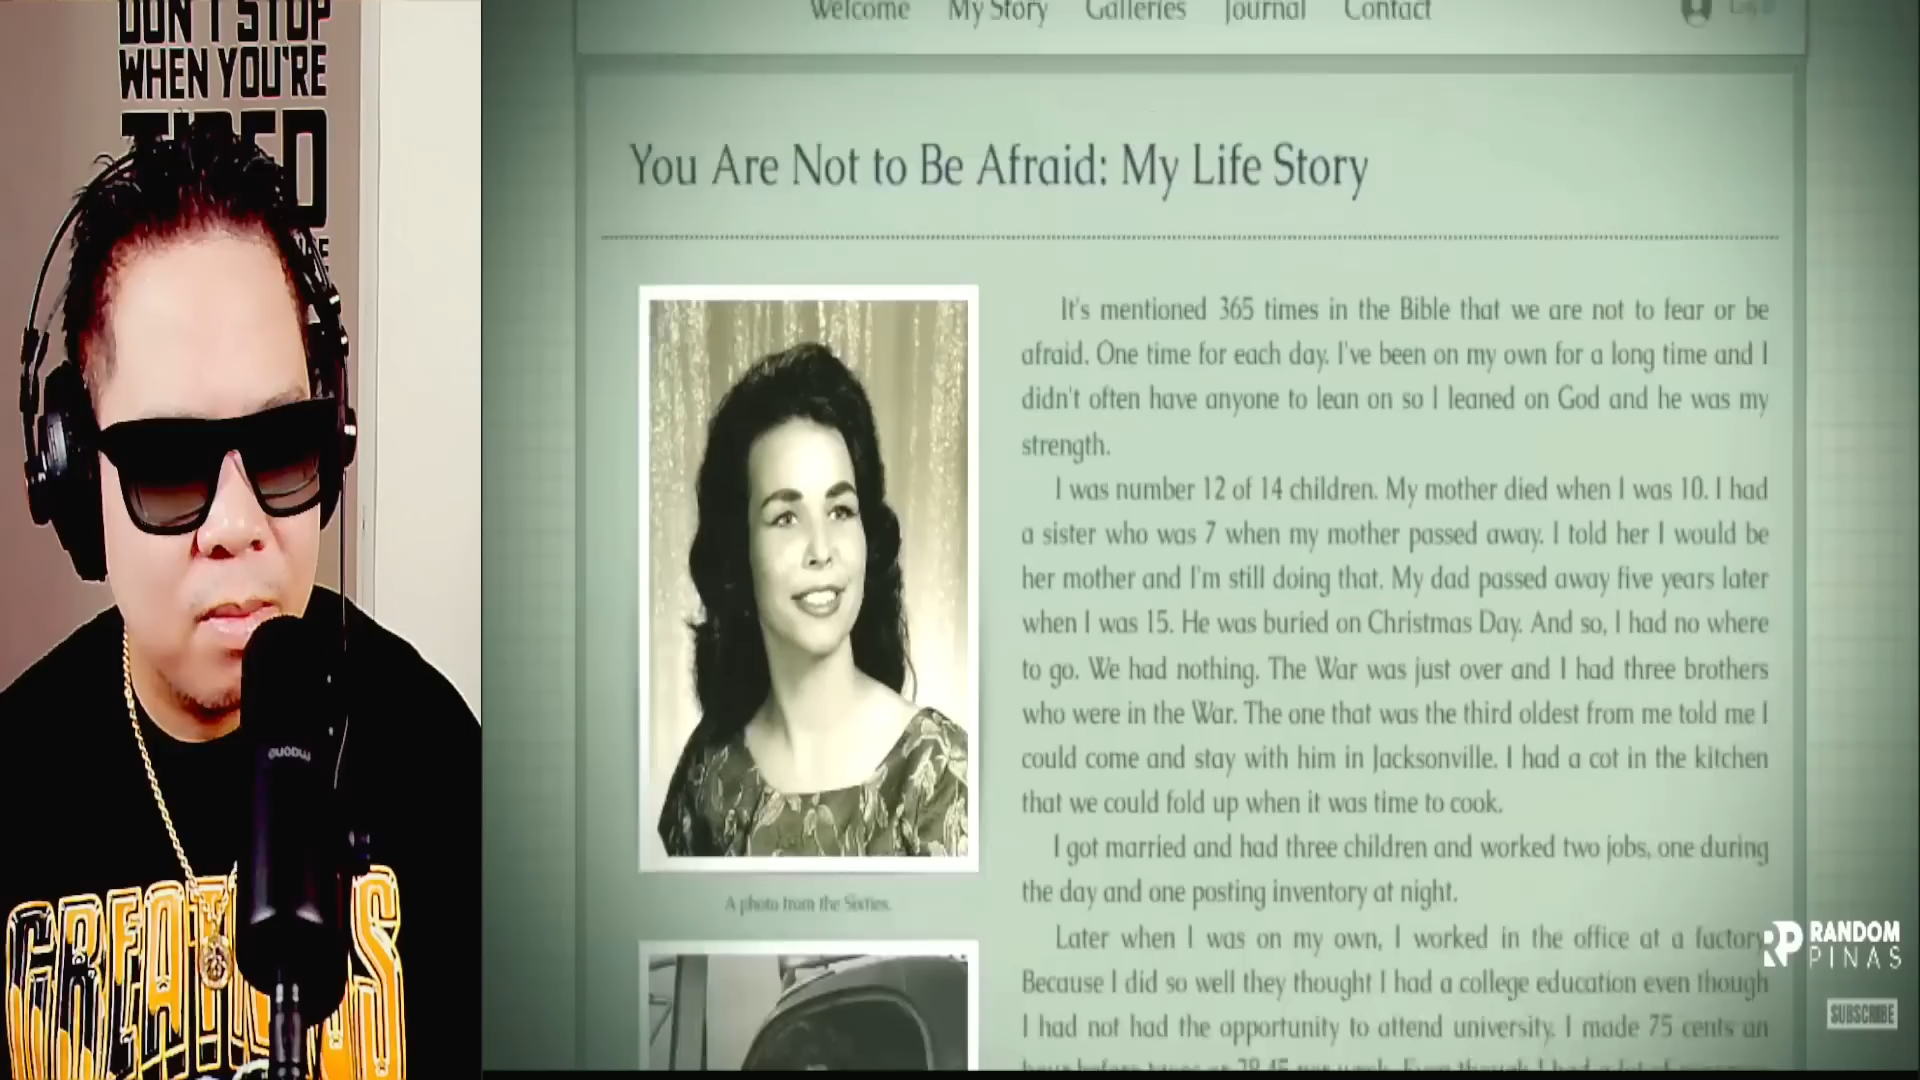 DON'T STOP
WHEN YOU'RE
TIRED
Welcome My Story Galleries Journal Contact
You Are Not to Be Afraid: My Life Story
It's mentioned 365 times in the Bible that we are not to fear or be
afraid. One time for each day. I've been on my own for a long time and I
didn't often have anyone to lean on so I leaned on God and he was my
strength.
I was number 12 of 14 children. My mother died when I was 10. I had
a sister who was 7 when my mother passed away. I told her I would be
her mother and I'm still doing that. My dad passed away five years later
when I was 15. He was buried on Christmas Day. And so, I had no where
to go. We had nothing. The War was just over and I had three brothers
who were in the War. The one that was the third oldest from me told me I
could come and stay with him in Jacksonville. I had a cot in the kitchen
that we could fold up when it was time to cook.
I got married and had three children and worked two jobs, one during
the day and one posting inventory at night.
Later when I was on my own, I worked in the office at a factory
Because I did so well they thought I had a college education even though
I had not had the opportunity to attend university. I made 75 cents an
A photo from the Sixties.
maono
RP RANDOM
PINAS
SUBSCRIBE